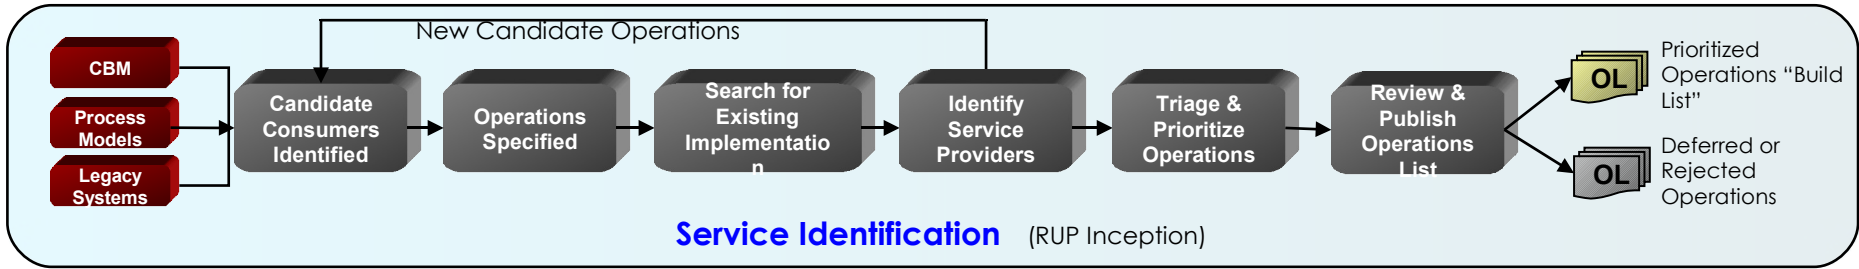 New Candidate Operations
CBM
Process
Models
Legacy
Systems
Candidate
Consumers
Identified
Operations
Specified
Search for
Existing
Implementatio
n
Identify
Service
Providers
Triage &
Prioritize
Operations
Review &
Publish
Operations
List
OL
Prioritized
Operations “Build
List”
OL
Deferred or
Rejected
Operations
Service Identification (RUP Inception)